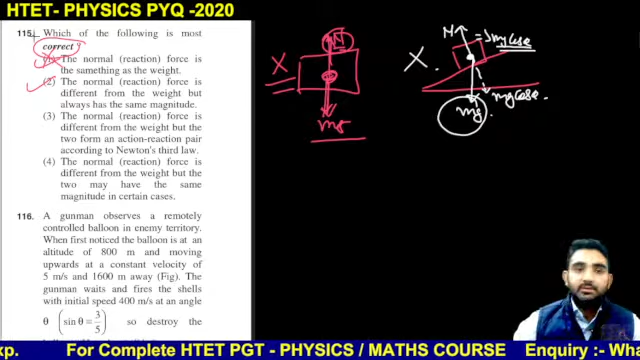 HTET- PHYSICS PYQ -2020
115 Which of the following is most
correct?
(1) The normal (reaction) force is
the samething as the weight.
(2) The normal (reaction) force is
different from the weight but
always has the same magnitude.
(3) The normal (reaction) force is
different from the weight but the
two form an action-reaction pair
according to Newton's third law.
(4) The normal (reaction) force is
different from the weight but the
two may have the same
magnitude in certain cases.
116. A gunman observes a remotely
controlled balloon in enemy territory.
When first noticed the balloon is at an
altitude of 800 m and moving
upwards at a constant velocity of
5 m/s and 1600 m away (Fig). The
gunman waits and fires the shells
with initial speed 400 m/s at an angle
θ (sin θ = 3/5) so destroy the
X
N
mg
X.
N
mg cosθ
mg cosθ.
mg.
xp. For Complete HTET PGT - PHYSICS / MATHS COURSE Enquiry :- Wha